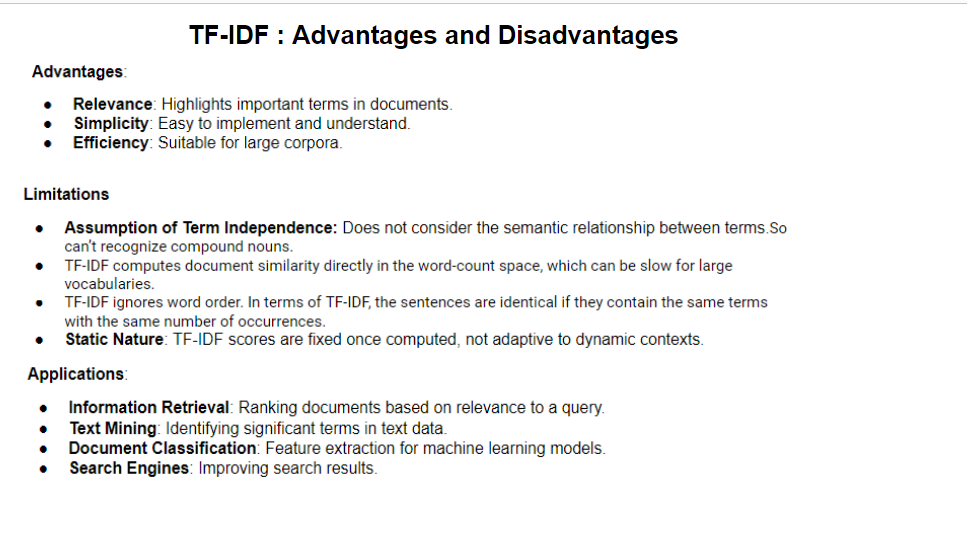 TF-IDF : Advantages and Disadvantages
Advantages:
● Relevance: Highlights important terms in documents.
● Simplicity: Easy to implement and understand.
● Efficiency: Suitable for large corpora.
Limitations
● Assumption of Term Independence: Does not consider the semantic relationship between terms.So
can't recognize compound nouns.
● TF-IDF computes document similarity directly in the word-count space, which can be slow for large
vocabularies.
● TF-IDF ignores word order. In terms of TF-IDF, the sentences are identical if they contain the same terms
with the same number of occurrences.
● Static Nature: TF-IDF scores are fixed once computed, not adaptive to dynamic contexts.
Applications:
● Information Retrieval: Ranking documents based on relevance to a query.
● Text Mining: Identifying significant terms in text data.
● Document Classification: Feature extraction for machine learning models.
● Search Engines: Improving search results.